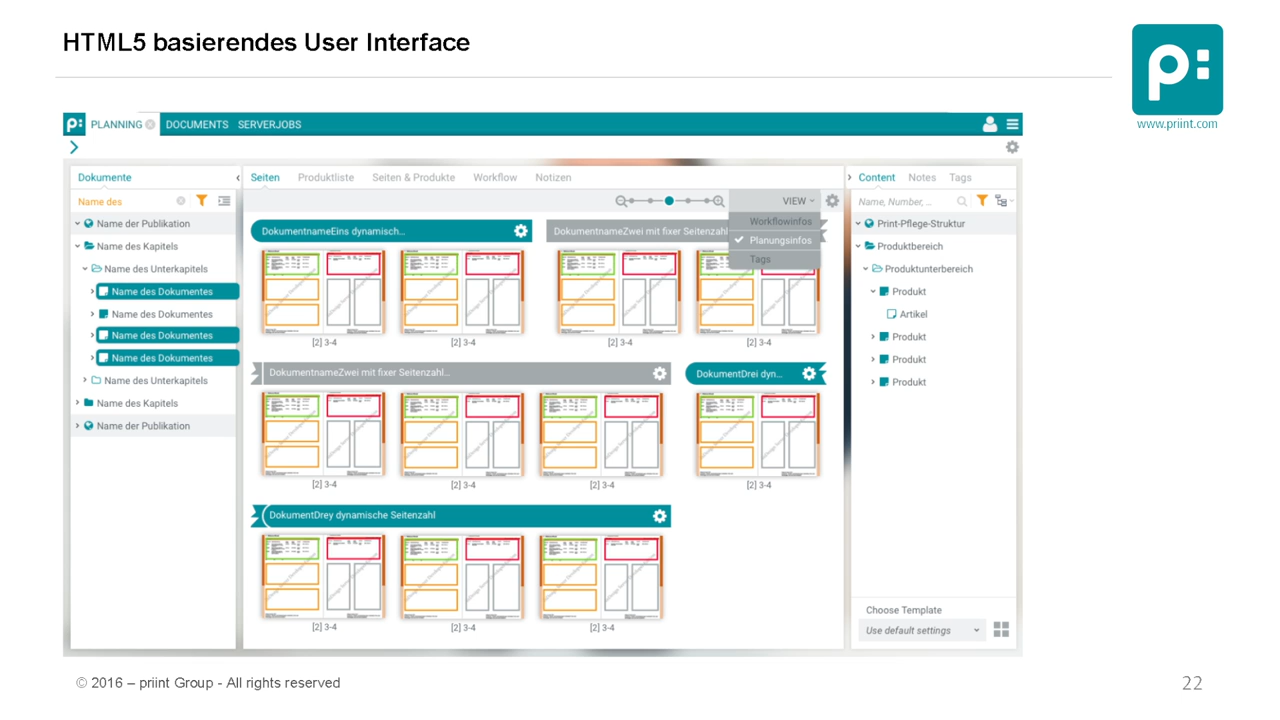 HTML5 basierendes User Interface
p:
www.priint.com
p: PLANNING DOCUMENTS SERVERJOBS
Dokumente
Name des
Name der Publikation
Name des Kapitels
Name des Unterkapitels
Name des Dokumentes
Name des Dokumentes
Name des Dokumentes
Name des Dokumentes
Name des Unterkapitels
Name des Kapitels
Name der Publikation
Seiten Produktliste Seiten & Produkte Workflow Notizen
VIEW
Workflowinfos
Planungsinfos
Tags
DokumentnameEins dynamisch... DokumentnameZwei mit fixer Seitenzahl
[2] 3-4 [2] 3-4 [2] 3-4 [2] 3-4
DokumentnameZwei mit fixer Seitenzahl... DokumentDrei dyn...
[2] 3-4 [2] 3-4 [2] 3-4 [2] 3-4
DokumentDrey dynamische Seitenzahl
[2] 3-4 [2] 3-4 [2] 3-4
Content Notes Tags
Name, Number, ...
Print-Pflege-Struktur
Produktbereich
Produktunterbereich
Produkt
Artikel
Produkt
Produkt
Produkt
Choose Template
Use default settings
© 2016 – priint Group - All rights reserved
22